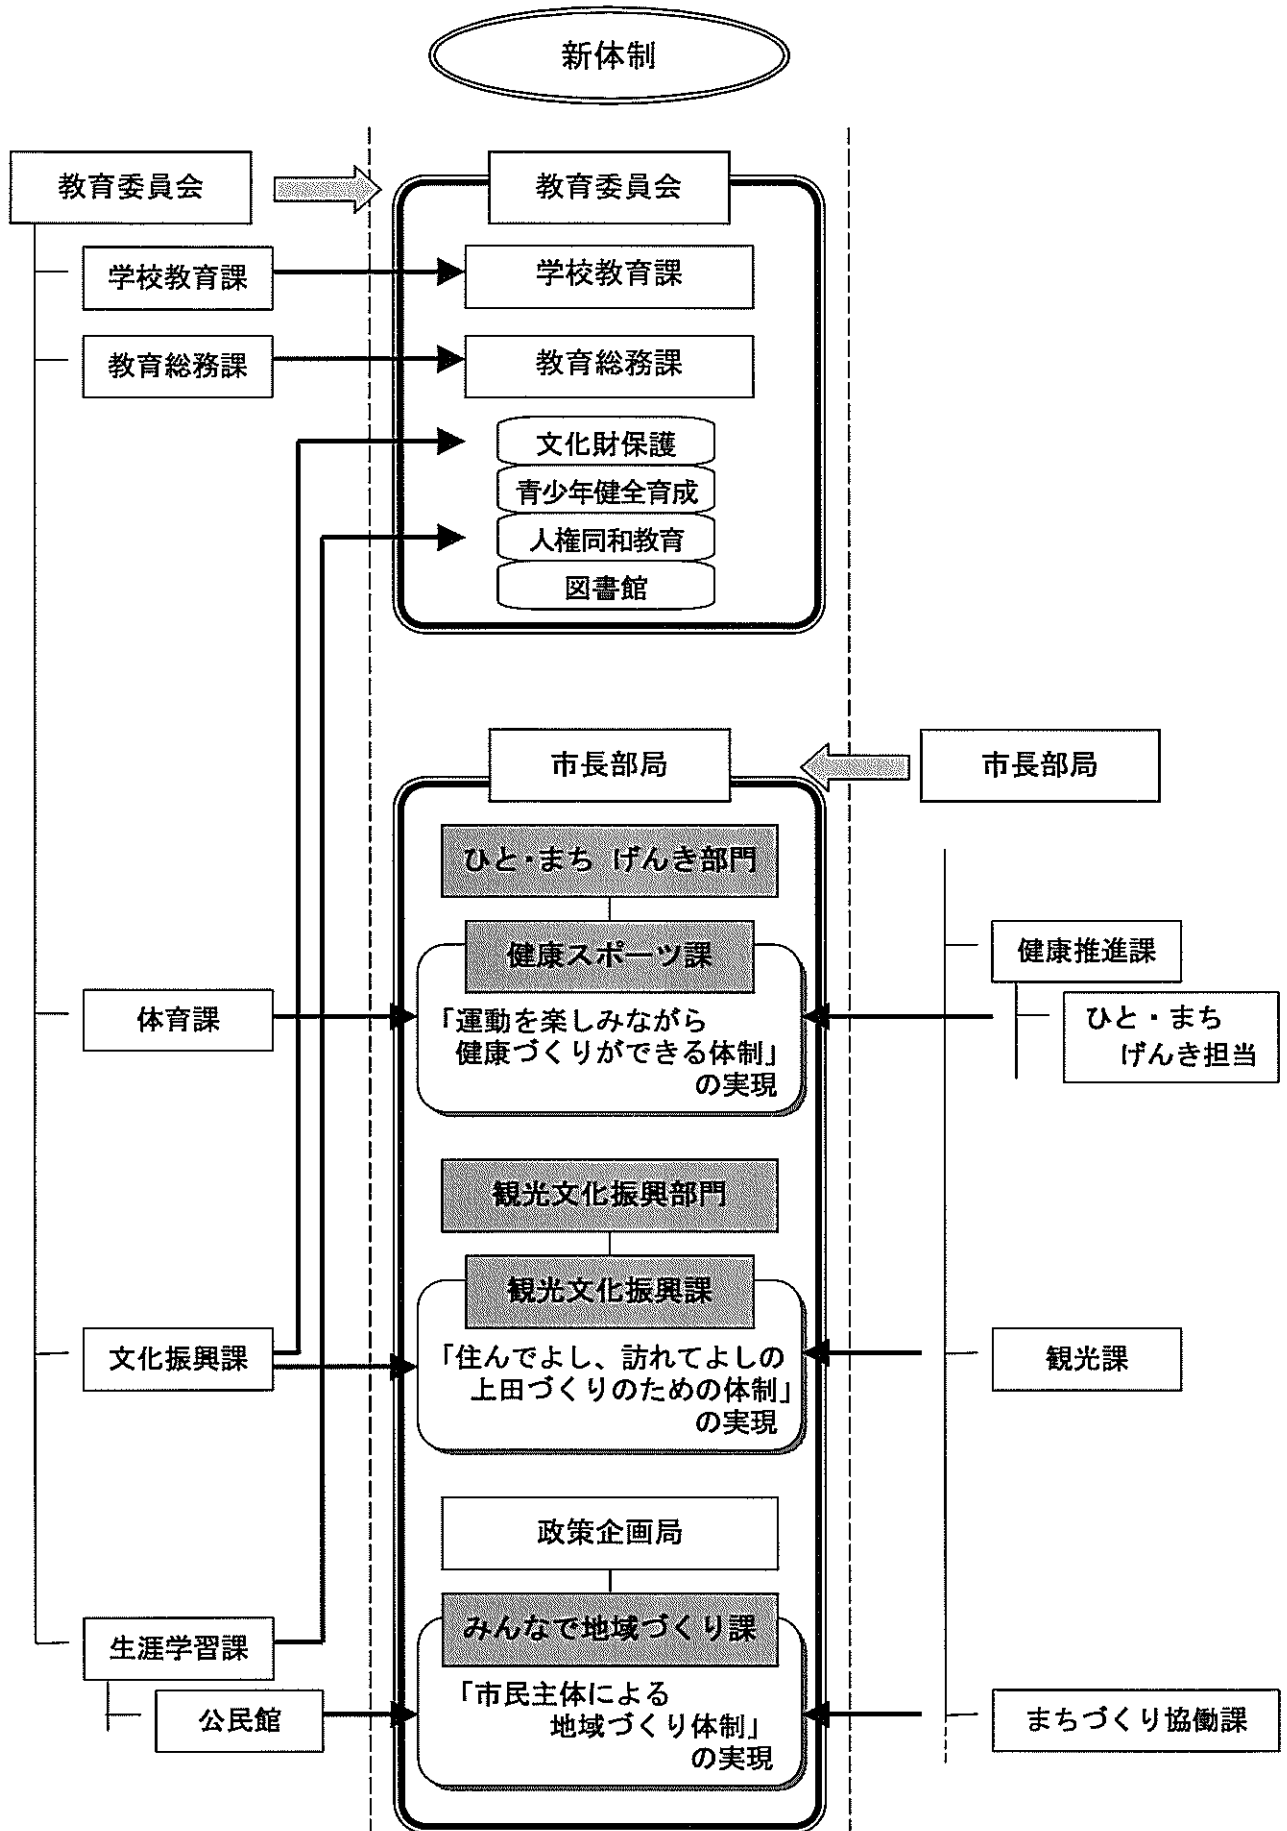 新体制
教育委員会
教育委員会
学校教育課
学校教育課
教育総務課
教育総務課
文化財保護
青少年健全育成
人権同和教育
図書館
市長部局
市長部局
ひと・まち げんき部門
健康スポーツ課
健康推進課
体育課
「運動を楽しみながら
健康づくりができる体制」
の実現
ひと・まち
げんき担当
観光文化振興部門
観光文化振興課
文化振興課
「住んでよし、訪れてよしの
上田づくりのための体制」
の実現
観光課
政策企画局
みんなで地域づくり課
生涯学習課
公民館
「市民主体による
地域づくり体制」
の実現
まちづくり協働課